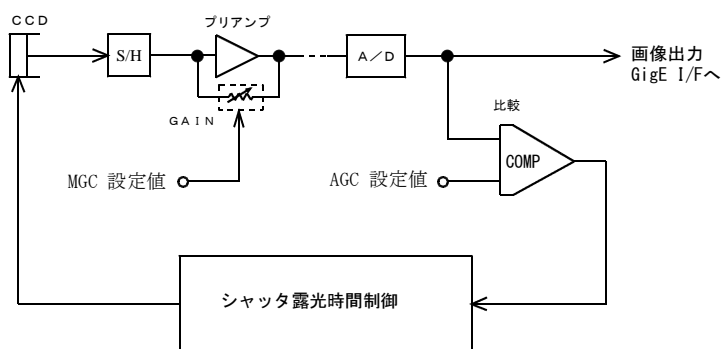 ＣＣＤ
プリアンプ
S/H
Ａ／Ｄ
画像出力
GigE I/Fへ
ＧＡＩＮ
比較
COMP
MGC 設定値
AGC 設定値
シャッタ露光時間制御